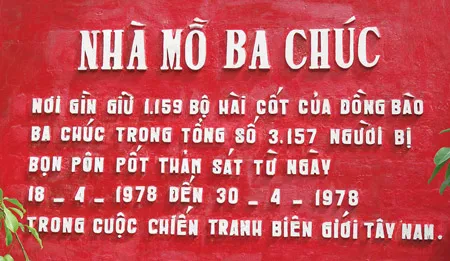 NHÀ MỒ BA CHÚC
NƠI GÌN GIỮ 1.159 BỘ HÀI CỐT CỦA ĐỒNG BÀO
BA CHÚC TRONG TỔNG SỐ 3.157 NGƯỜI BỊ
BỌN PÔN PỐT THẢM SÁT TỪ NGÀY
18 - 4 - 1978 ĐẾN 30 - 4 - 1978
TRONG CUỘC CHIẾN TRANH BIÊN GIỚI TÂY NAM.